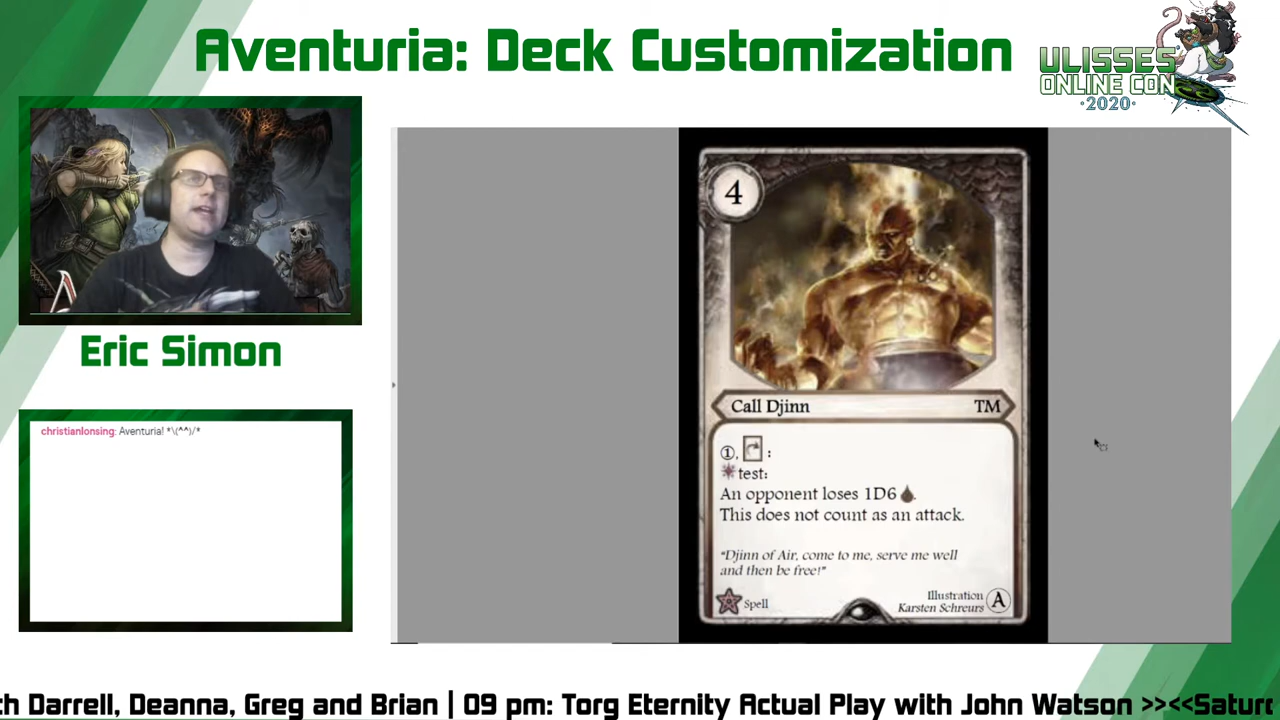 Aventuria: Deck Customization
ULISSES
ONLINE CON
·2020·
Eric Simon
christianlonsing: Aventuria! *\(^^)/*
4
Call Djinn TM
①, :
test:
An opponent loses 1D6 .
This does not count as an attack.
"Djinn of Air, come to me, serve me well
and then be free!"
Spell
Illustration
Karsten Schreurs
A
ch Darrell, Deanna, Greg and Brian | 09 pm: Torg Eternity Actual Play with John Watson >><<Satur